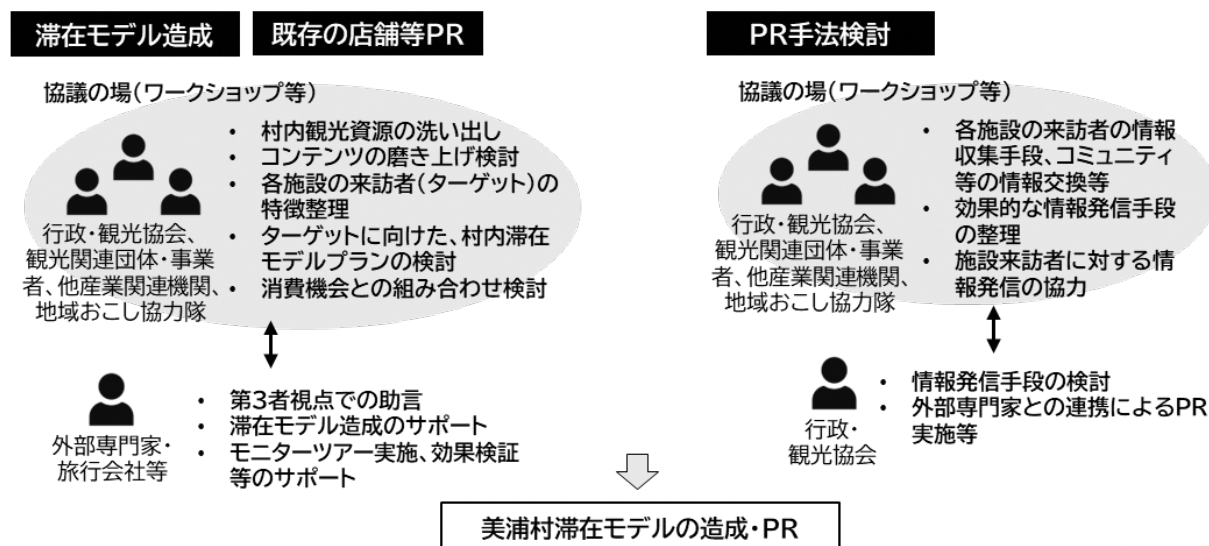 滞在モデル造成
既存の店舗等PR
協議の場(ワークショップ等)
・ 村内観光資源の洗い出し
・ コンテンツの磨き上げ検討
・ 各施設の来訪者(ターゲット)の
特徴整理
・ ターゲットに向けた、村内滞在
モデルプランの検討
・ 消費機会との組み合わせ検討
行政・観光協会、
観光関連団体・事業
者、他産業関連機関、
地域おこし協力隊
・ 第3者視点での助言
・ 滞在モデル造成のサポート
・ モニターツアー実施、効果検証
等のサポート
外部専門家・
旅行会社等
PR手法検討
協議の場(ワークショップ等)
・ 各施設の来訪者の情報
収集手段、コミュニティ
等の情報交換等
・ 効果的な情報発信手段
の整理
・ 施設来訪者に対する情
報発信の協力
行政・観光協会、
観光関連団体・事業
者、他産業関連機関、
地域おこし協力隊
・ 情報発信手段の検討
・ 外部専門家との連携によるPR
実施等
行政・
観光協会
美浦村滞在モデルの造成・PR